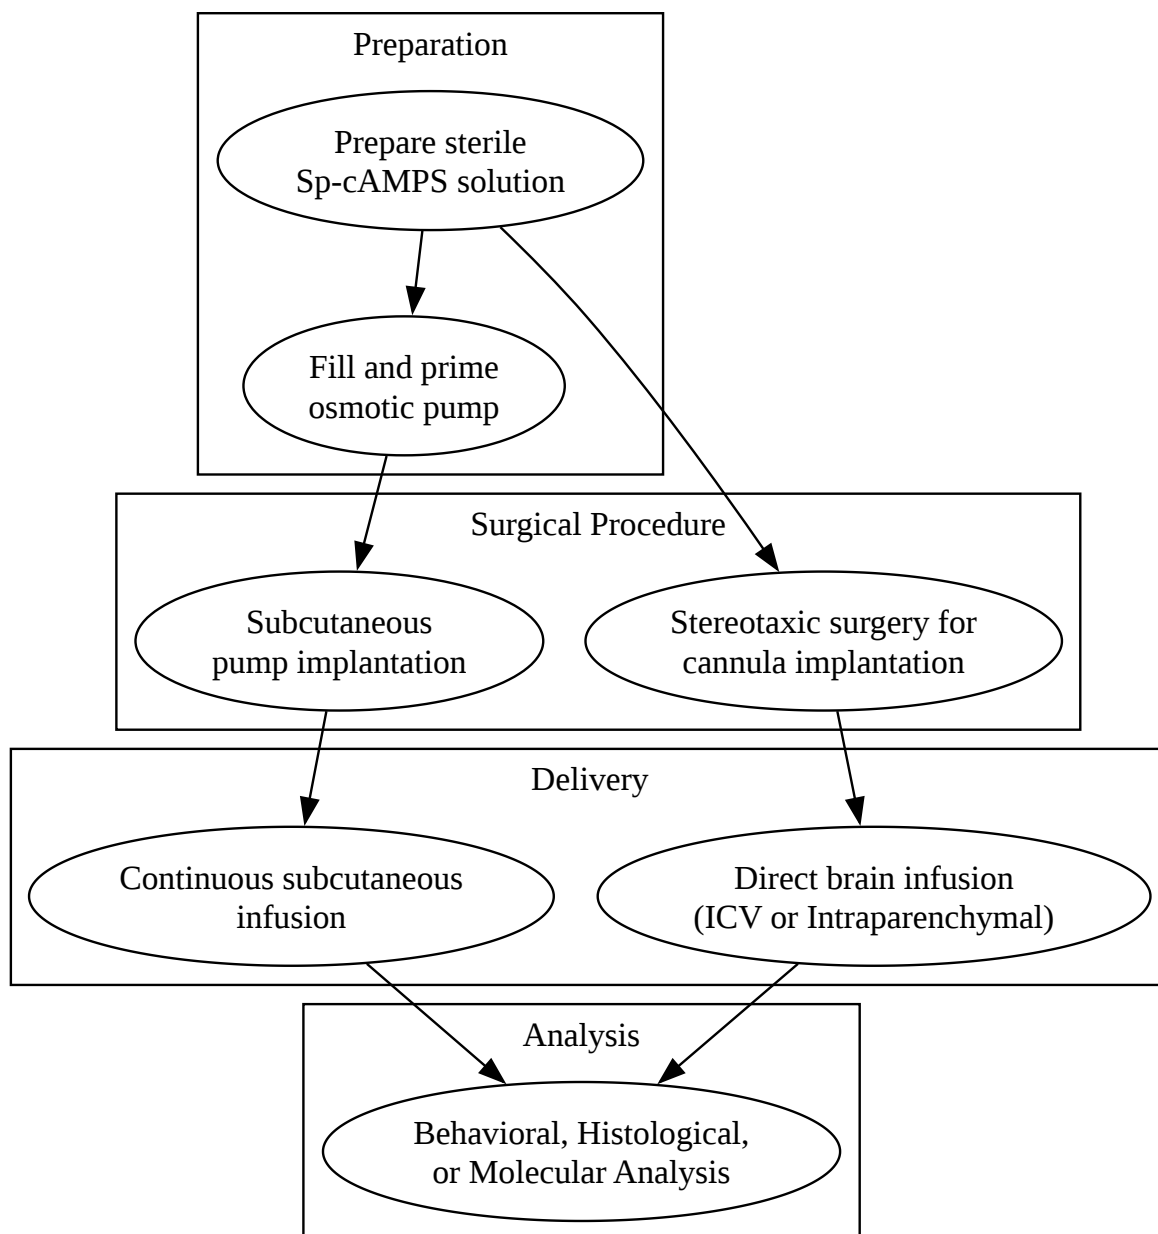 Preparation
Prepare sterile
Sp-cAMPS solution
Fill and prime
osmotic pump
Surgical Procedure
Subcutaneous
pump implantation
Stereotaxic surgery for
cannula implantation
Delivery
Continuous subcutaneous
infusion
Direct brain infusion
(ICV or Intraparenchymal)
Analysis
Behavioral, Histological,
or Molecular Analysis